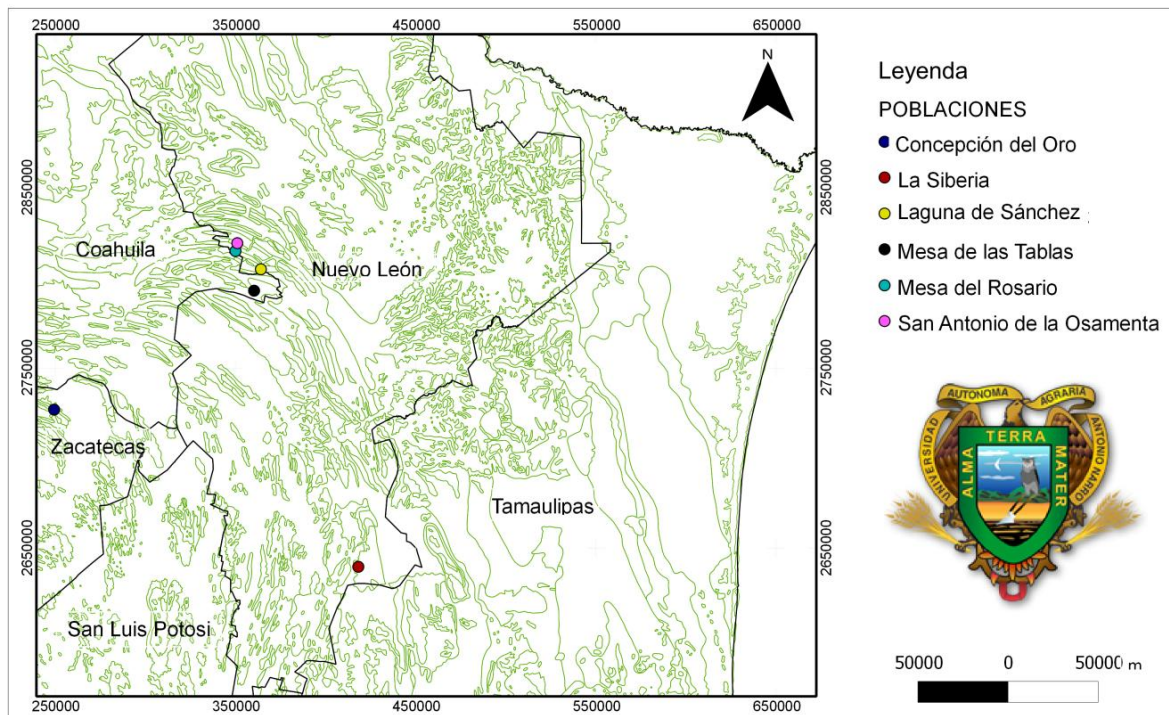 250000 350000 450000 550000 650000
N
Leyenda
POBLACIONES
Concepción del Oro
La Siberia
Laguna de Sánchez
Mesa de las Tablas
Mesa del Rosario
San Antonio de la Osamenta
2850000 2850000
Coahuila
Nuevo León
2750000 2750000
Zacatecas
Tamaulipas
2650000 2650000
San Luis Potosi
250000 350000 450000 550000 650000
UNIVERSIDAD AUTONOMA AGRARIA ANTONIO NARRO
ALMA TERRA MATER
50000 0 50000 m